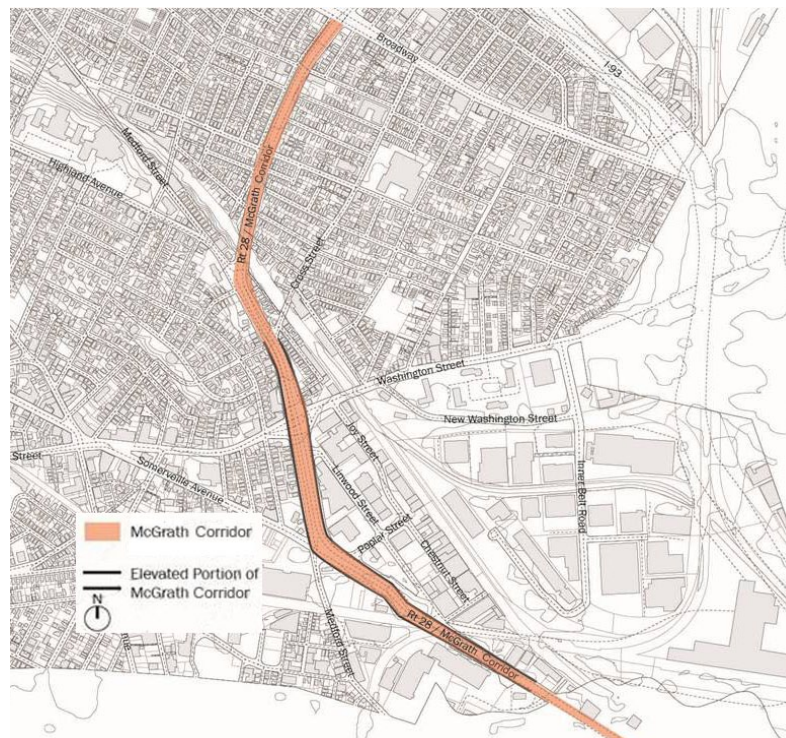 Broadway
I-93
Medford Street
Highland Avenue
Rt 28 / McGrath Corridor
Cross Street
Washington Street
New Washington Street
Joy Street
Street
Somerville Avenue
Linwood Street
Inner Belt Road
Poplar Street
McGrath Corridor
Chestnut Street
Elevated Portion of
McGrath Corridor
N
Medford Street
Rt 28 / McGrath Corridor